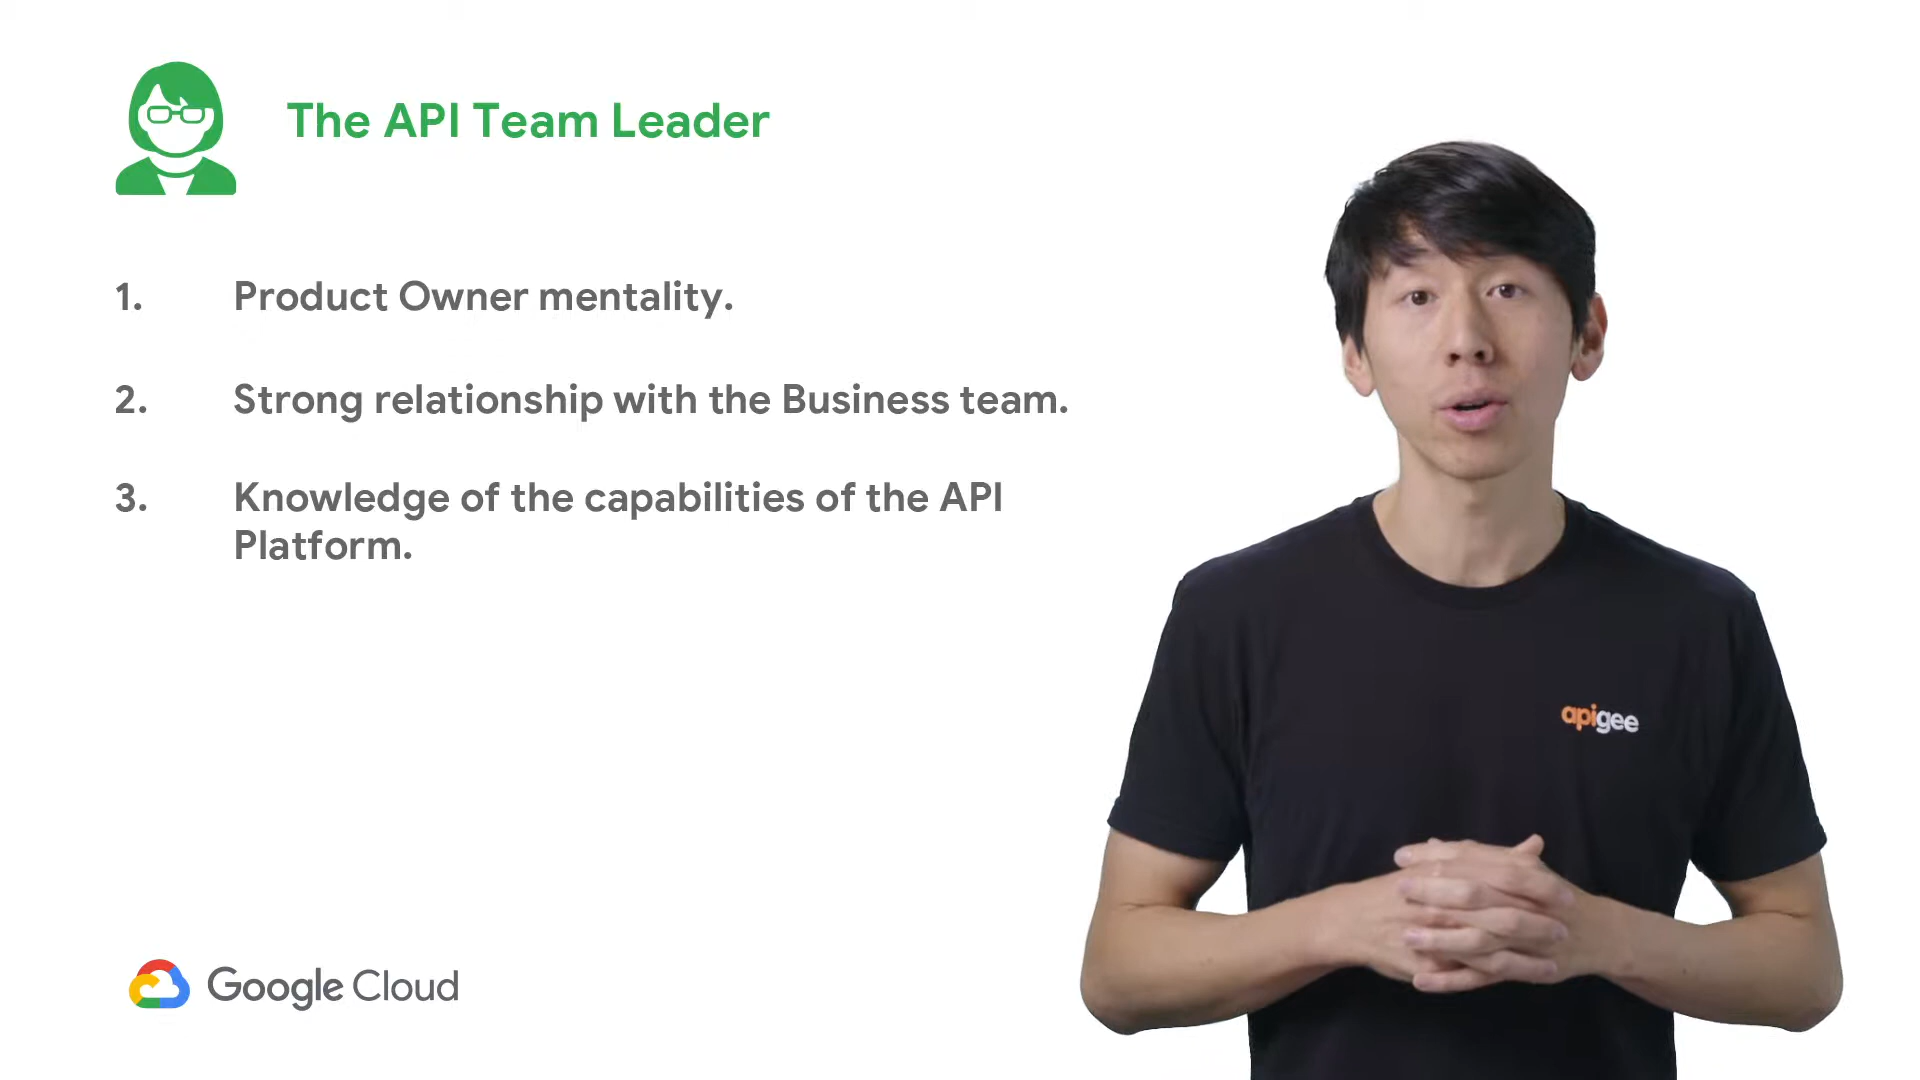 The API Team Leader
1. Product Owner mentality.
2. Strong relationship with the Business team.
3. Knowledge of the capabilities of the API
Platform.
apigee
Google Cloud